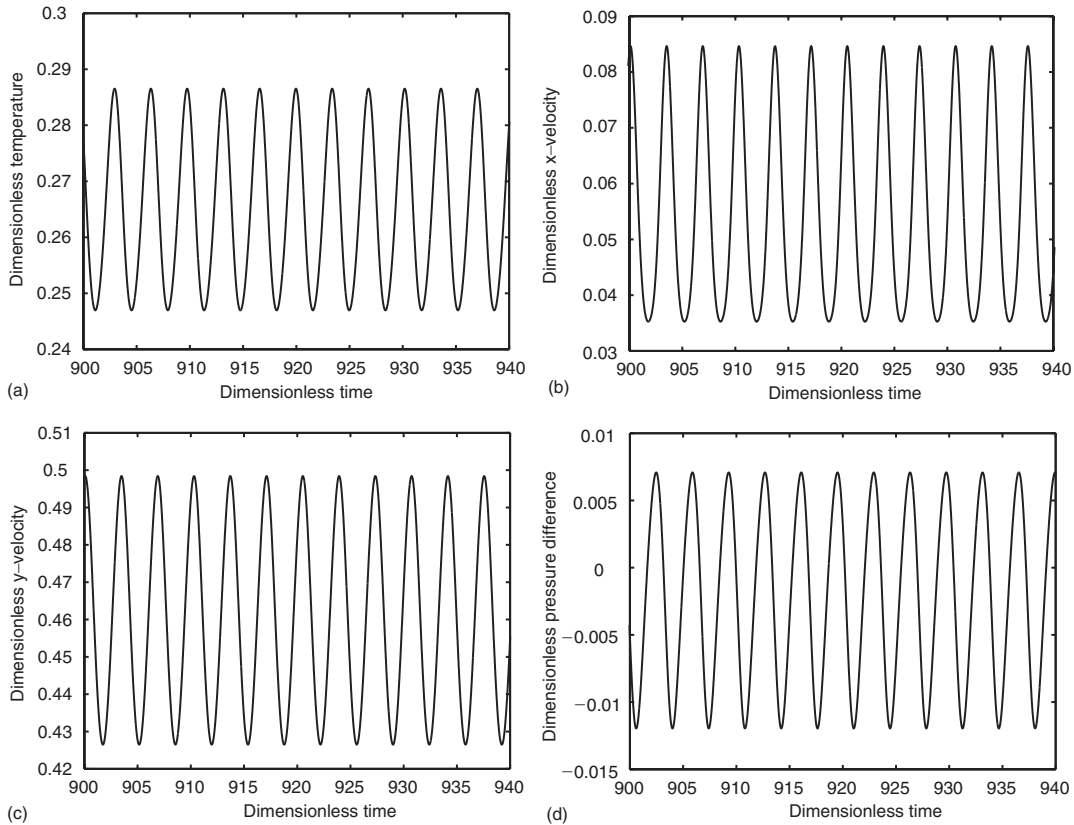 0.3
0.29
0.28
0.27
0.26
0.25
0.24
Dimensionless temperature
900 905 910 915 920 925 930 935 940
Dimensionless time
(a)
0.09
0.08
0.07
0.06
0.05
0.04
0.03
Dimensionless x–velocity
900 905 910 915 920 925 930 935 940
Dimensionless time
(b)
0.51
0.5
0.49
0.48
0.47
0.46
0.45
0.44
0.43
0.42
Dimensionless y–velocity
900 905 910 915 920 925 930 935 940
Dimensionless time
(c)
0.01
0.005
0
−0.005
−0.01
−0.015
Dimensionless pressure difference
900 905 910 915 920 925 930 935 940
Dimensionless time
(d)